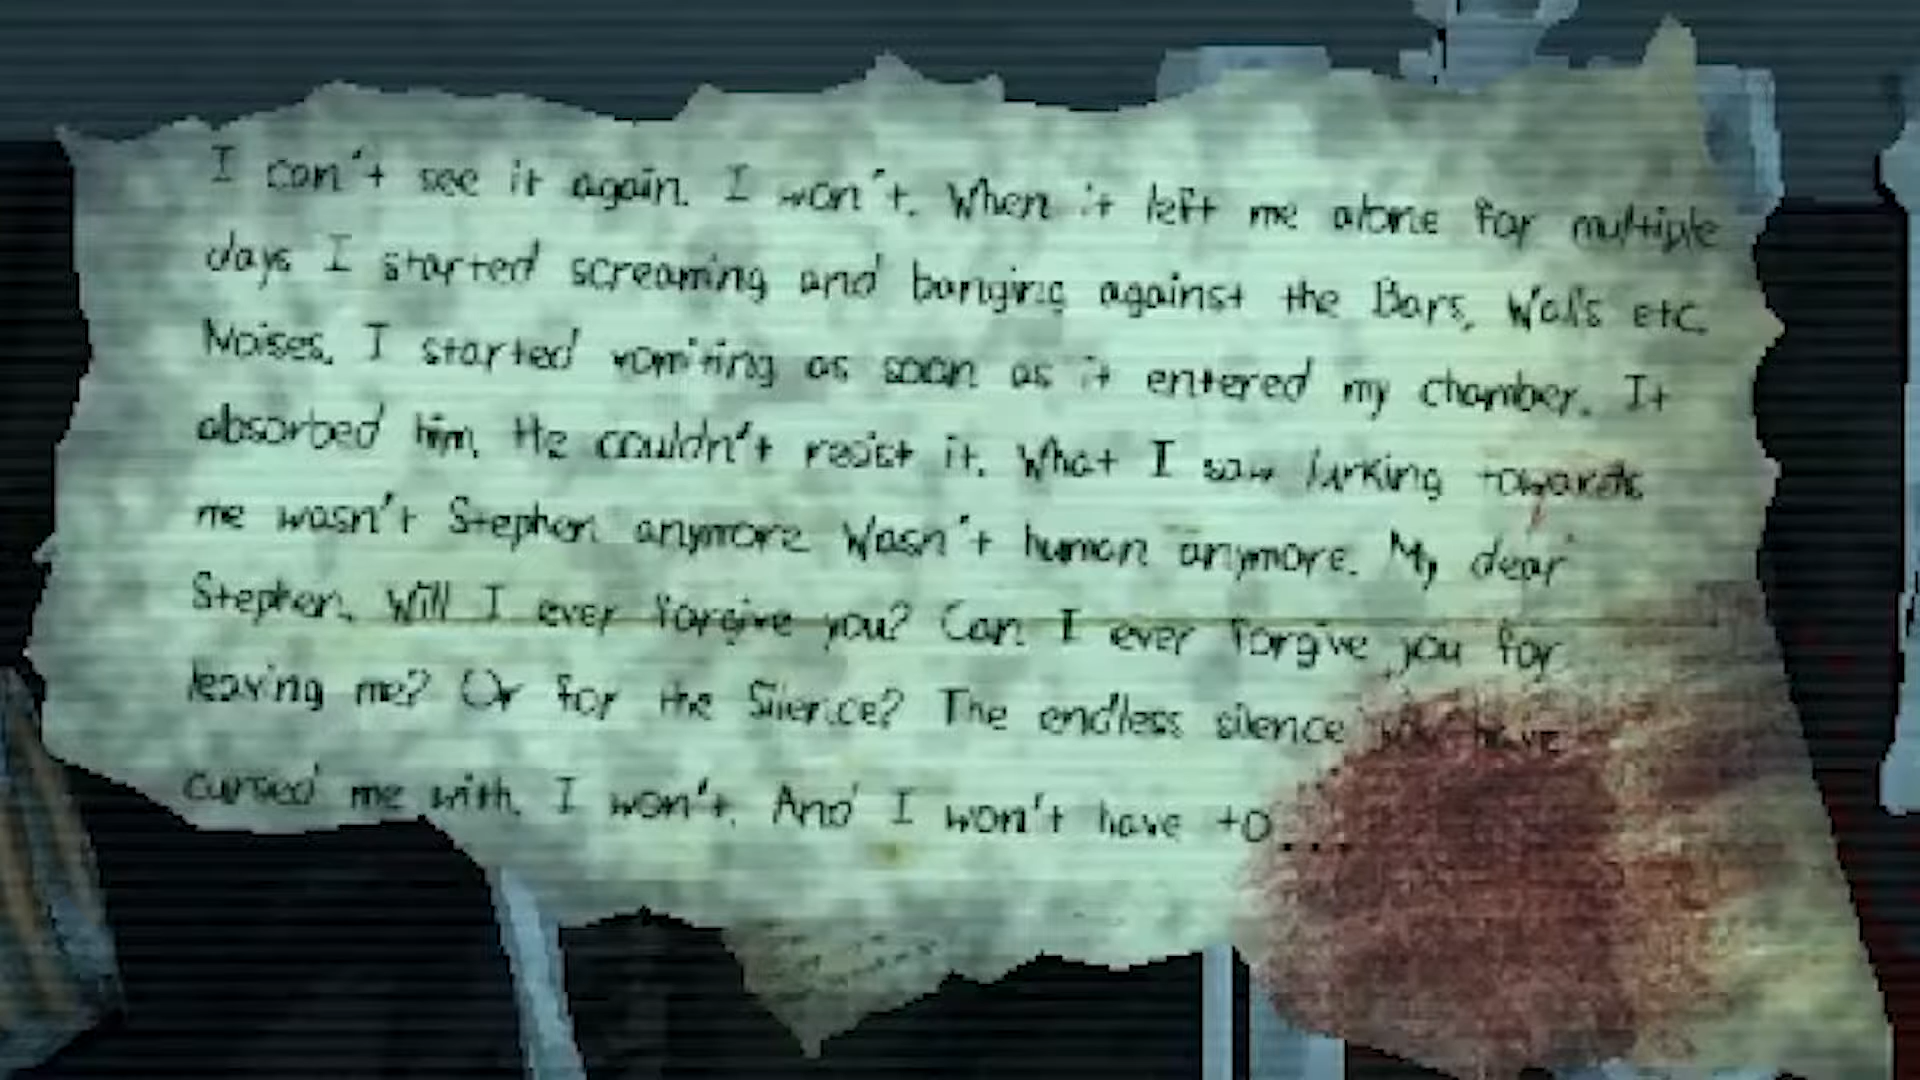 I can't see it again. I won't. When it left me alone for multiple
days I started screaming and banging against the Bars, Walls etc.
Noises. I started vomiting as soon as it entered my chamber. It
absorbed him. He couldn't resist it. What I saw lurking towards
me wasn't Stephen anymore Wasn't human anymore. My dear
Stephen. Will I ever forgive you? Can I ever forgive you for
leaving me? Or for the Silence? The endless silence you have
cursed me with. I won't. And I won't have to...